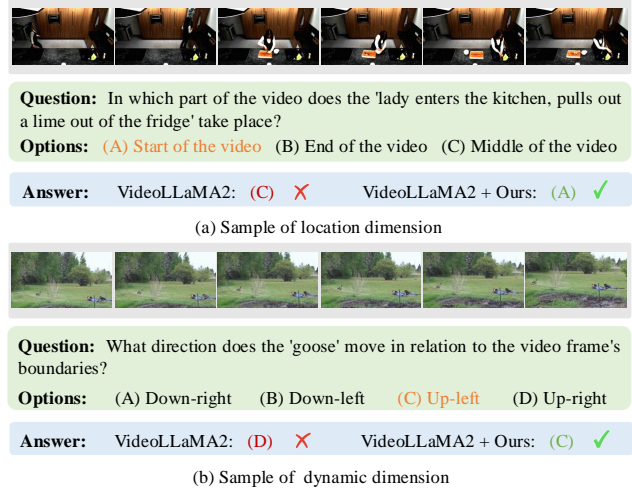 Question: In which part of the video does the 'lady enters the kitchen, pulls out
a lime out of the fridge' take place?
Options: (A) Start of the video (B) End of the video (C) Middle of the video
Answer: VideoLLaMA2: (C) ✗ VideoLLaMA2 + Ours: (A) ✓
(a) Sample of location dimension
Question: What direction does the 'goose' move in relation to the video frame's
boundaries?
Options: (A) Down-right (B) Down-left (C) Up-left (D) Up-right
Answer: VideoLLaMA2: (D) ✗ VideoLLaMA2 + Ours: (C) ✓
(b) Sample of dynamic dimension